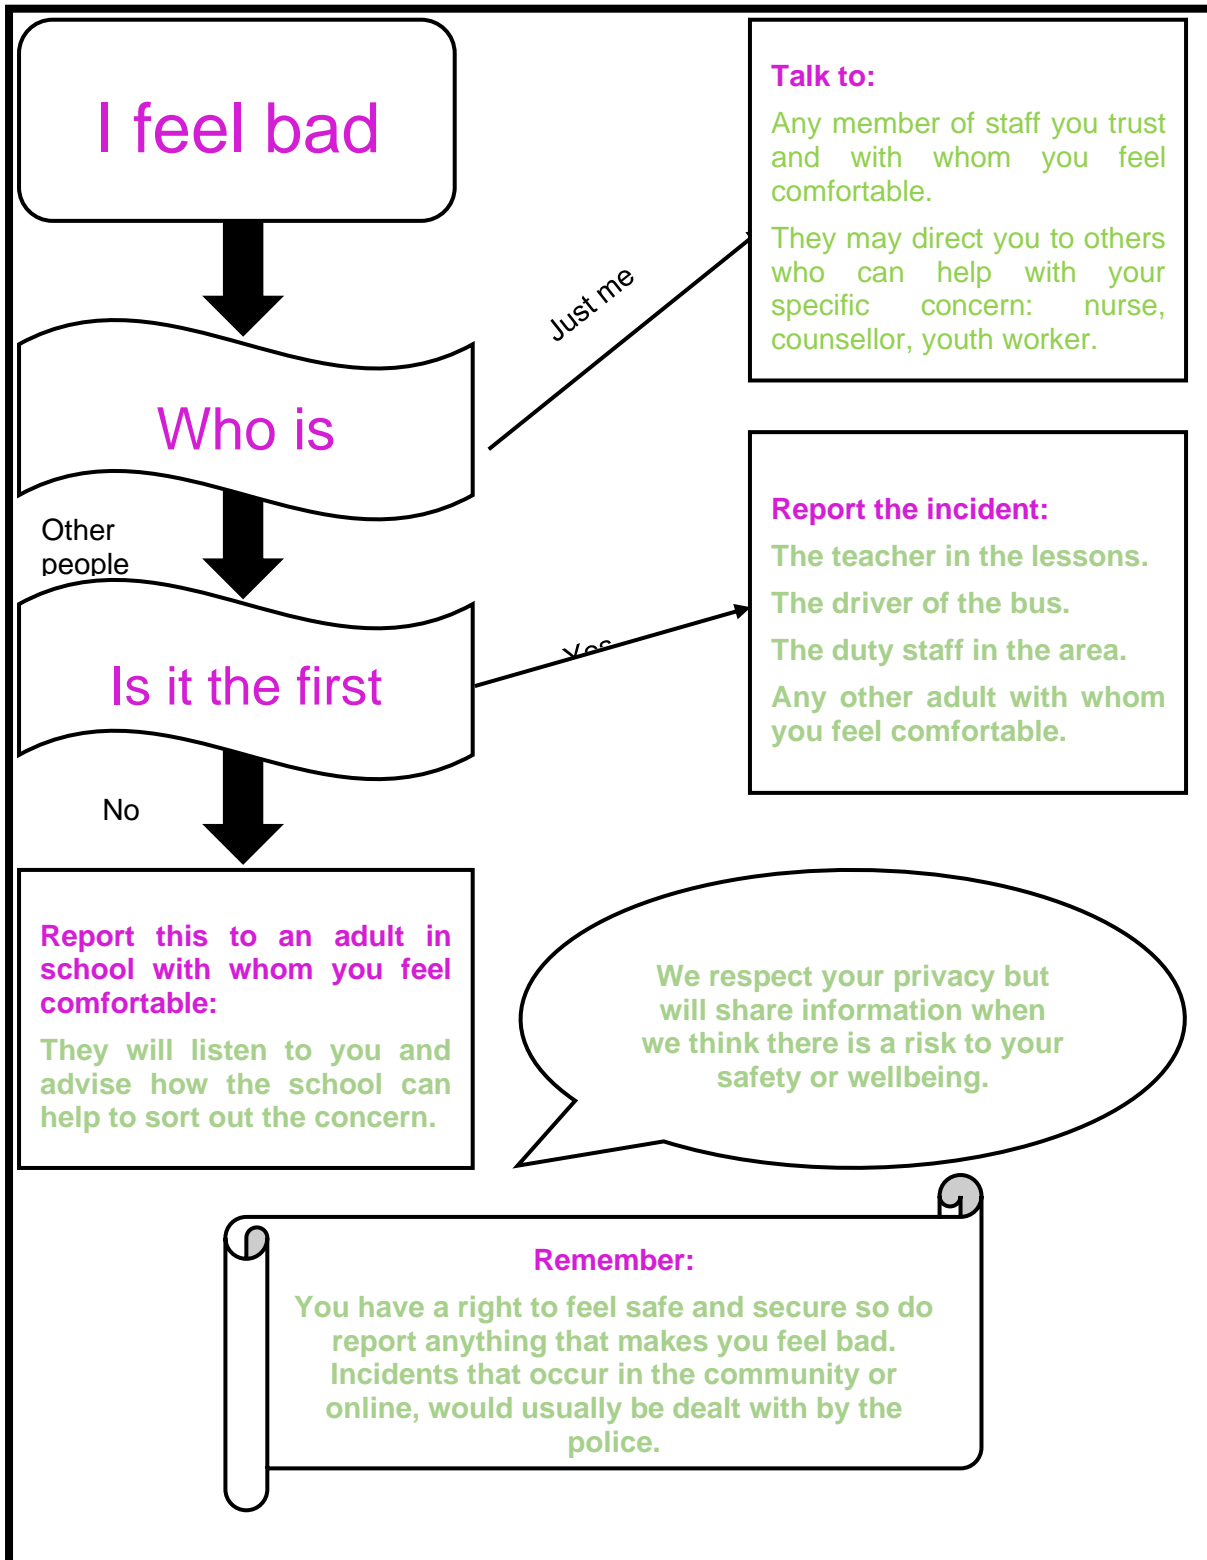 I feel bad
Talk to:
Any member of staff you trust
and with whom you feel
comfortable.
They may direct you to others
who can help with your
specific concern: nurse,
counsellor, youth worker.
Just me
Who is
Other
people
Report the incident:
The teacher in the lessons.
The driver of the bus.
The duty staff in the area.
Any other adult with whom
you feel comfortable.
Yes
Is it the first
No
Report this to an adult in
school with whom you feel
comfortable:
They will listen to you and
advise how the school can
help to sort out the concern.
We respect your privacy but
will share information when
we think there is a risk to your
safety or wellbeing.
Remember:
You have a right to feel safe and secure so do
report anything that makes you feel bad.
Incidents that occur in the community or
online, would usually be dealt with by the
police.